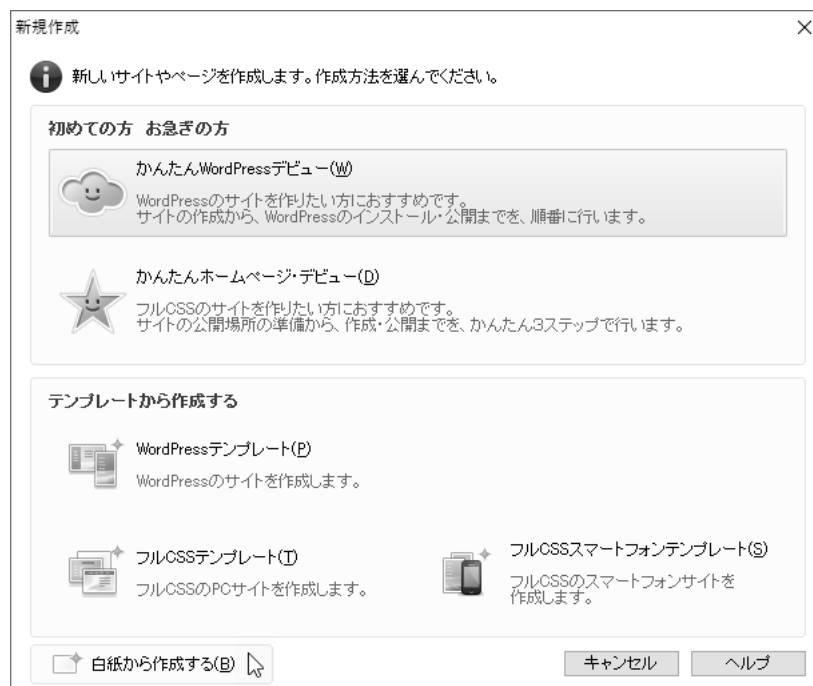 新規作成
新しいサイトやページを作成します。作成方法を選んでください。
初めての方 お急ぎの方
かんたんWordPressデビュー(W)
WordPressのサイトを作りたい方におすすめです。
サイトの作成から、WordPressのインストール・公開までを、順番に行います。
かんたんホームページ・デビュー(D)
フルCSSのサイトを作りたい方におすすめです。
サイトの公開場所の準備から、作成・公開までを、かんたん3ステップで行います。
テンプレートから作成する
WordPressテンプレート(P)
WordPressのサイトを作成します。
フルCSSテンプレート(T)
フルCSSのPCサイトを作成します。
フルCSSスマートフォンテンプレート(S)
フルCSSのスマートフォンサイトを
作成します。
白紙から作成する(B)
キャンセル
ヘルプ